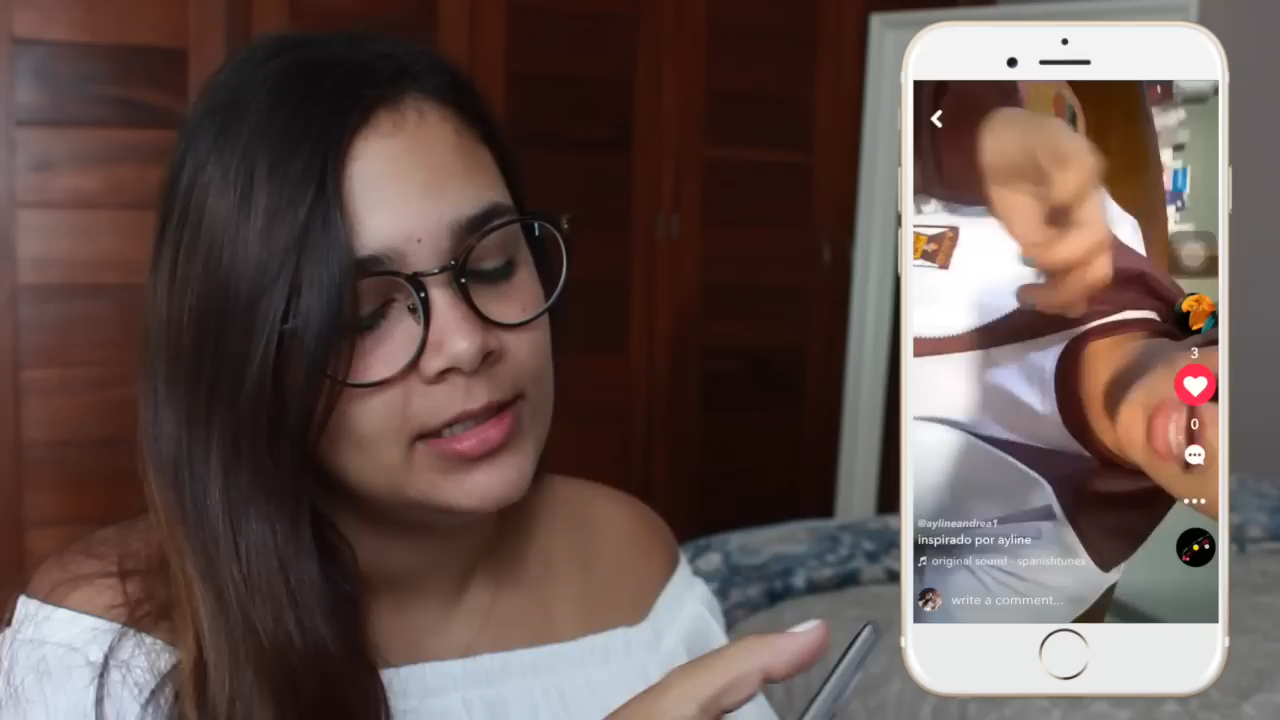 3
0
@aylineandrea1
inspirado por ayline
original sound - spanishtunes
write a comment...